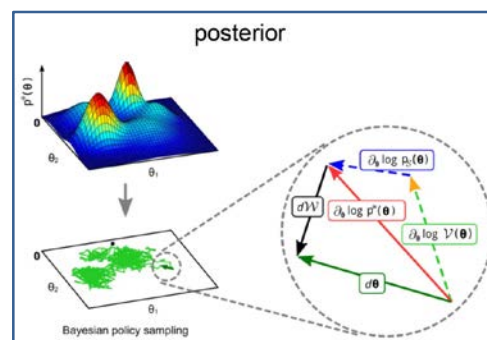 posterior
p*(θ)
0
θ₂
θ₁
∂θ log pS(θ)
d𝒲
∂θ log p*(θ)
∂θ log 𝒱(θ)
dθ
0
θ₂
θ₁
Bayesian policy sampling